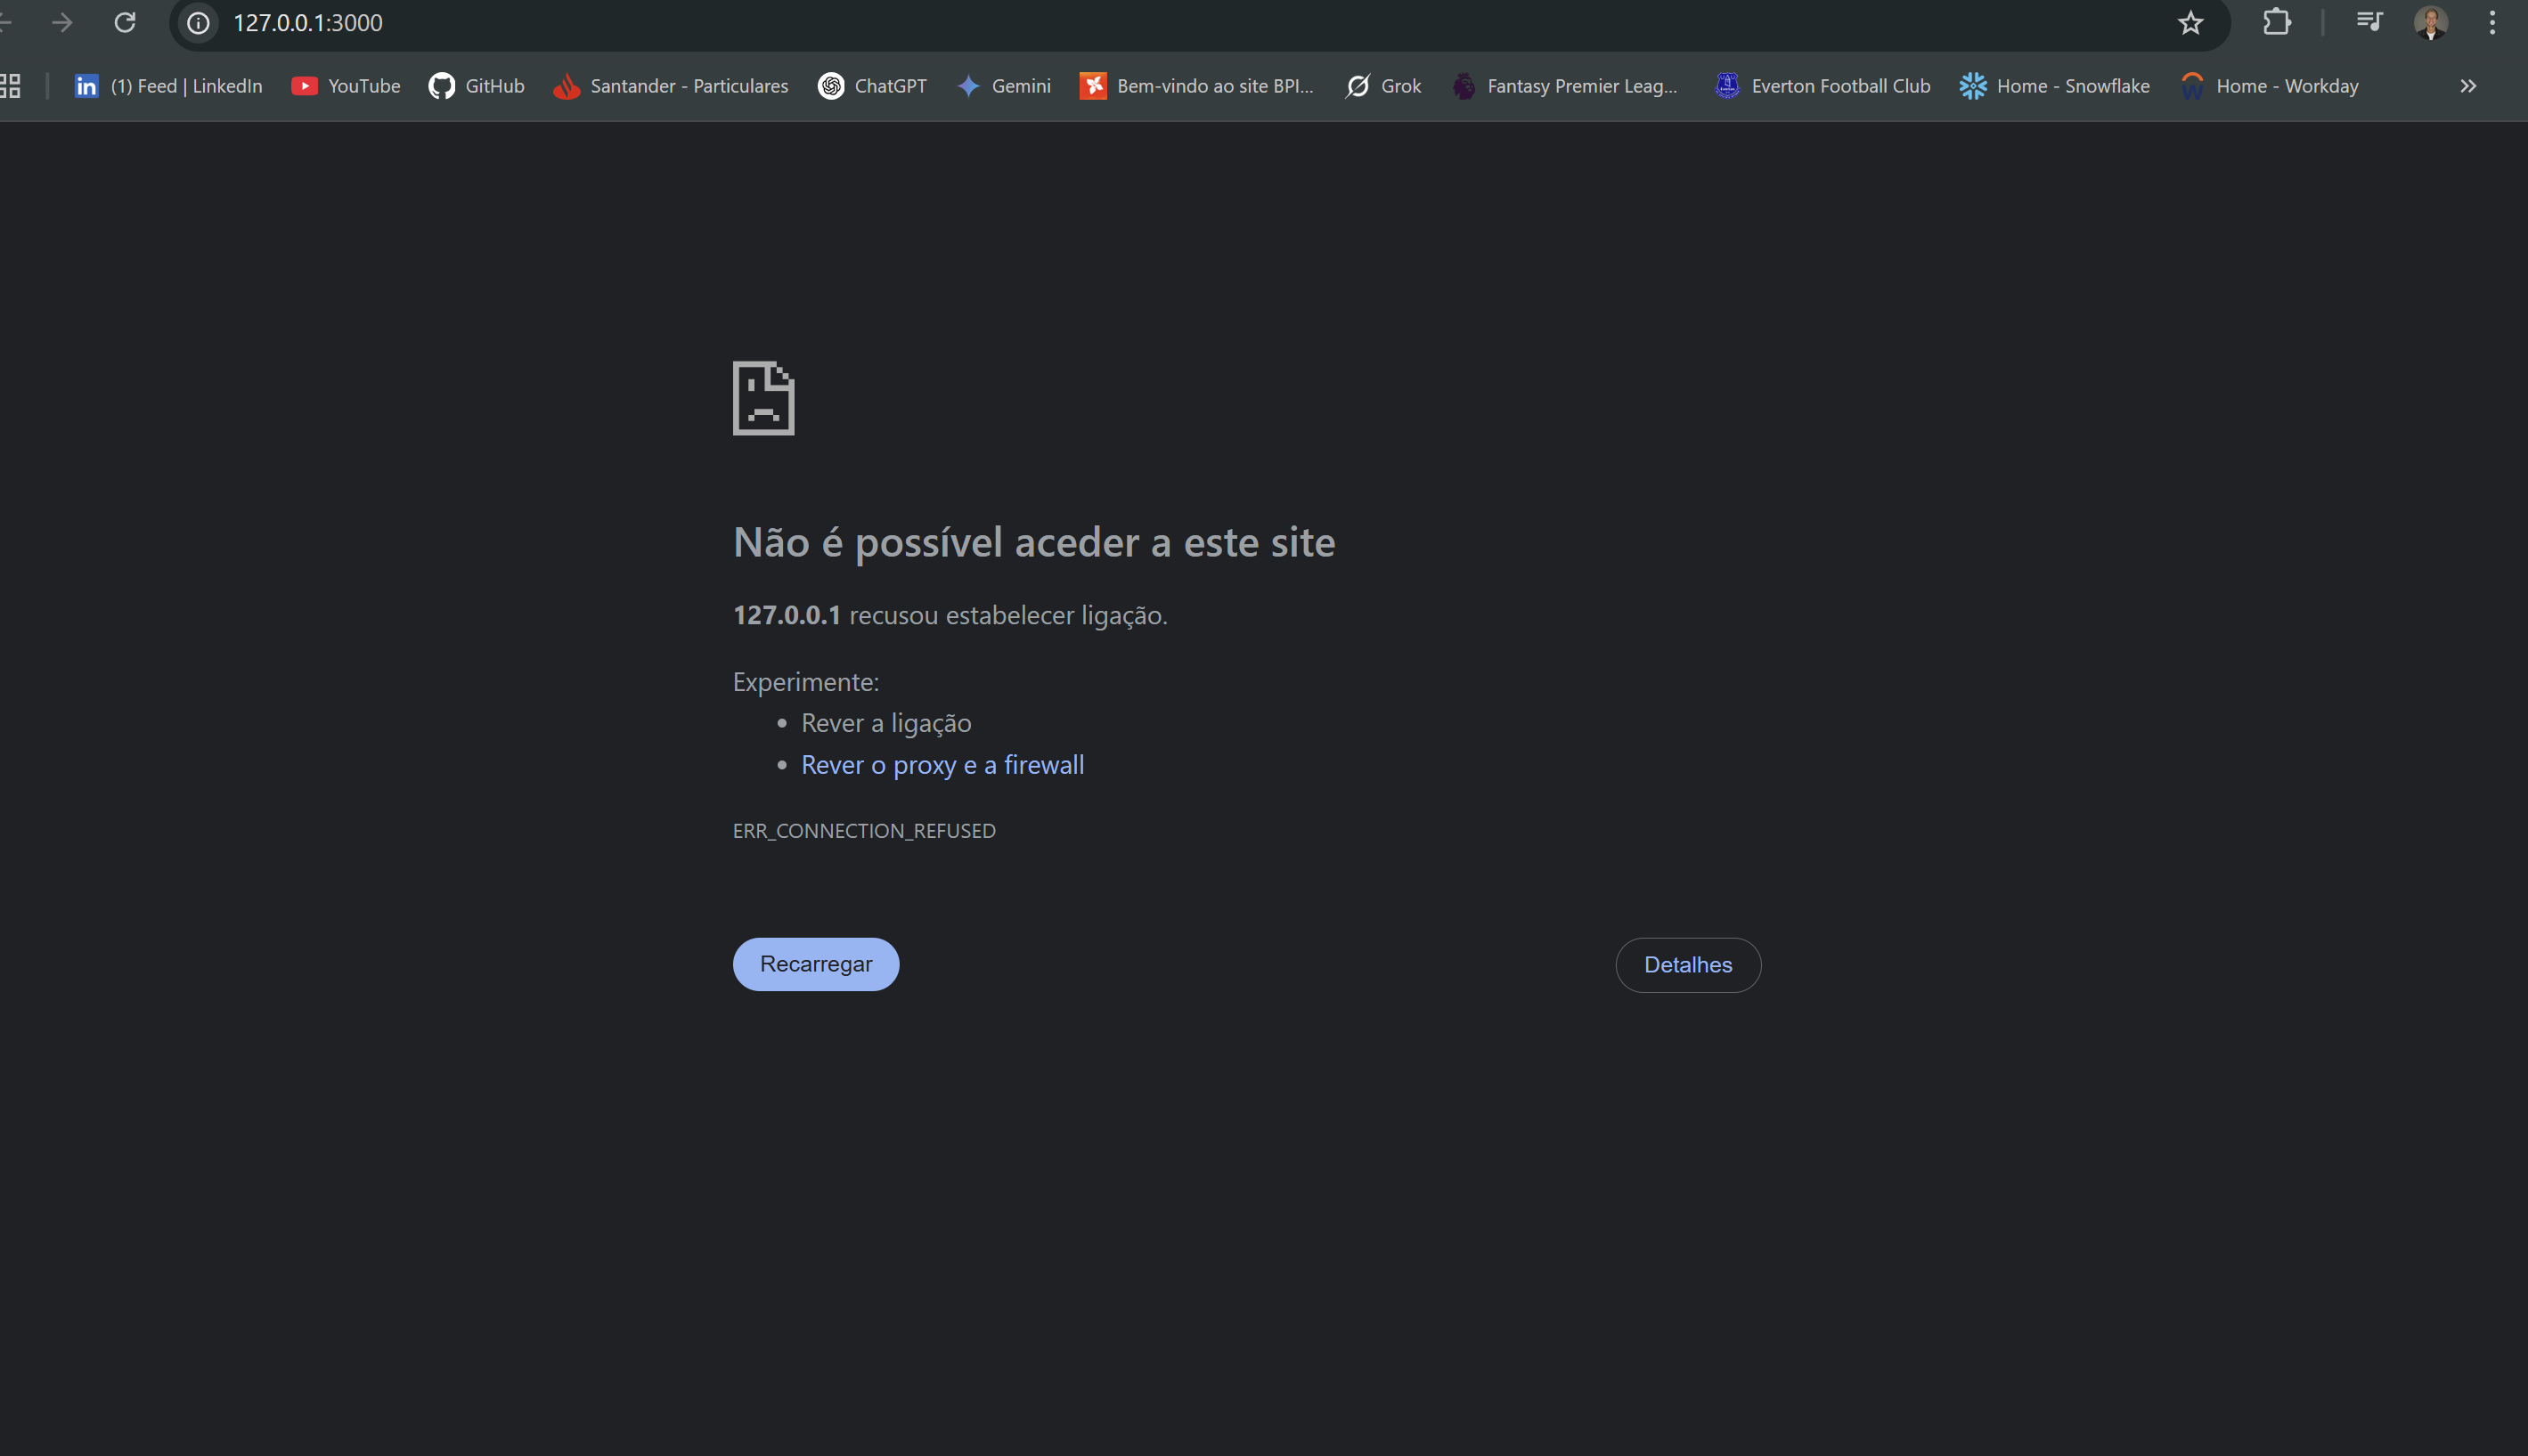 127.0.0.1:3000
(1) Feed | LinkedIn YouTube GitHub Santander - Particulares ChatGPT Gemini Bem-vindo ao site BPI... Grok Fantasy Premier Leag... Everton Football Club Home - Snowflake Home - Workday
Não é possível aceder a este site
127.0.0.1 recusou estabelecer ligação.
Experimente:
Rever a ligação
Rever o proxy e a firewall
ERR_CONNECTION_REFUSED
Recarregar Detalhes